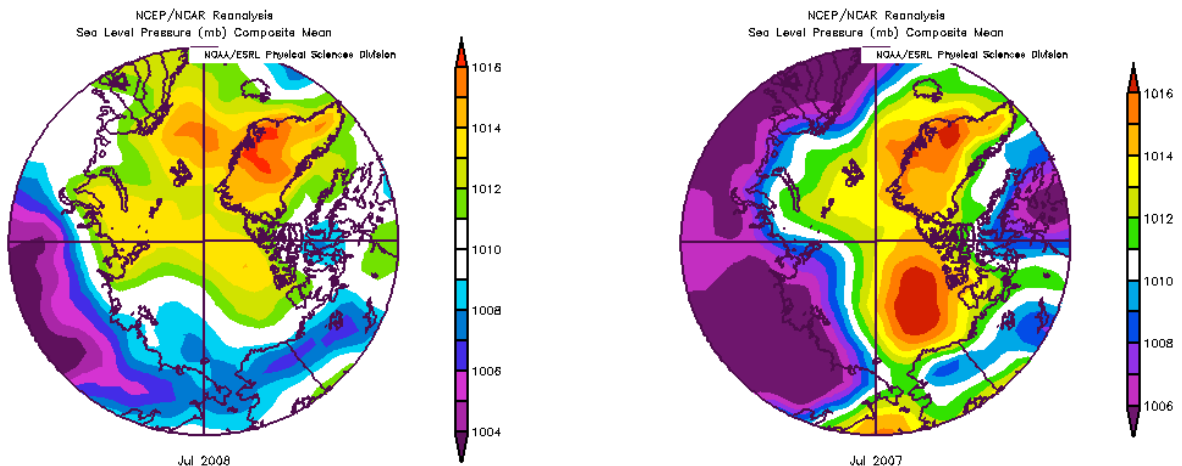 NCEP/NCAR Reanalysis
Sea Level Pressure (mb) Composite Mean
NOAA/ESRL Physical Sciences Division
1016
1014
1012
1010
1008
1006
1004
Jul 2008
NCEP/NCAR Reanalysis
Sea Level Pressure (mb) Composite Mean
NOAA/ESRL Physical Sciences Division
1016
1014
1012
1010
1008
1006
Jul 2007